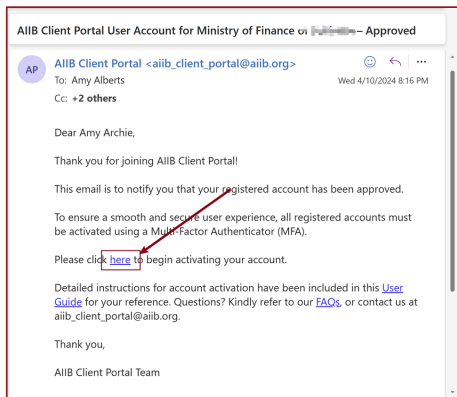 AIIB Client Portal User Account for Ministry of Finance of – Approved
AP
AIIB Client Portal <aiib_client_portal@aiib.org>
To: Amy Alberts
Wed 4/10/2024 8:16 PM
Cc: +2 others
Dear Amy Archie,
Thank you for joining AIIB Client Portal!
This email is to notify you that your registered account has been approved.
To ensure a smooth and secure user experience, all registered accounts must
be activated using a Multi-Factor Authenticator (MFA).
Please click here to begin activating your account.
Detailed instructions for account activation have been included in this User
Guide for your reference. Questions? Kindly refer to our FAQs, or contact us at
aiib_client_portal@aiib.org.
Thank you,
AIIB Client Portal Team